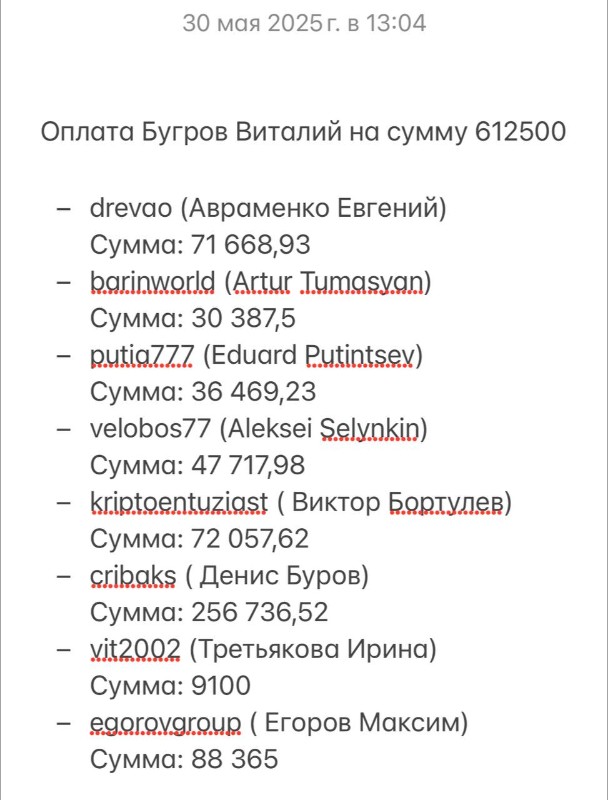 30 мая 2025 г. в 13:04
Оплата Бугров Виталий на сумму 612500
– drevao (Авраменко Евгений)
Сумма: 71 668,93
– barinworld (Artur Tumasyan)
Сумма: 30 387,5
– putia777 (Eduard Putintsev)
Сумма: 36 469,23
– velobos77 (Aleksei Selynkin)
Сумма: 47 717,98
– kriptoentuziast ( Виктор Бортулев)
Сумма: 72 057,62
– cribaks ( Денис Буров)
Сумма: 256 736,52
– vit2002 (Третьякова Ирина)
Сумма: 9100
– egorovgroup ( Егоров Максим)
Сумма: 88 365